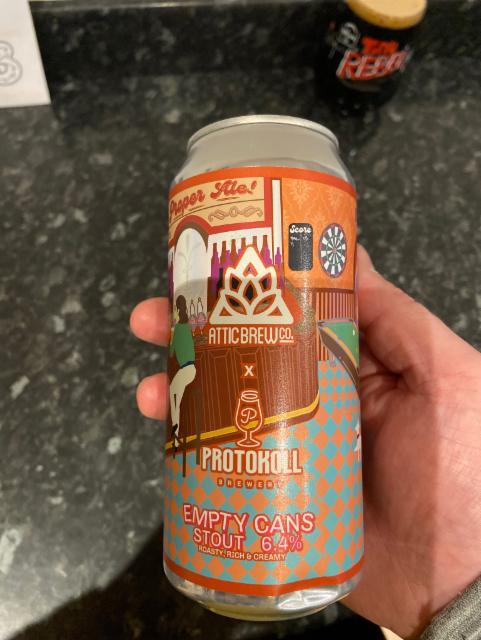 Proper Ale!
Score
ATTIC BREW CO.
X
P
PROTOKOLL
BREWERY
EMPTY CANS
STOUT 6.4%
ROASTY, RICH & CREAMY